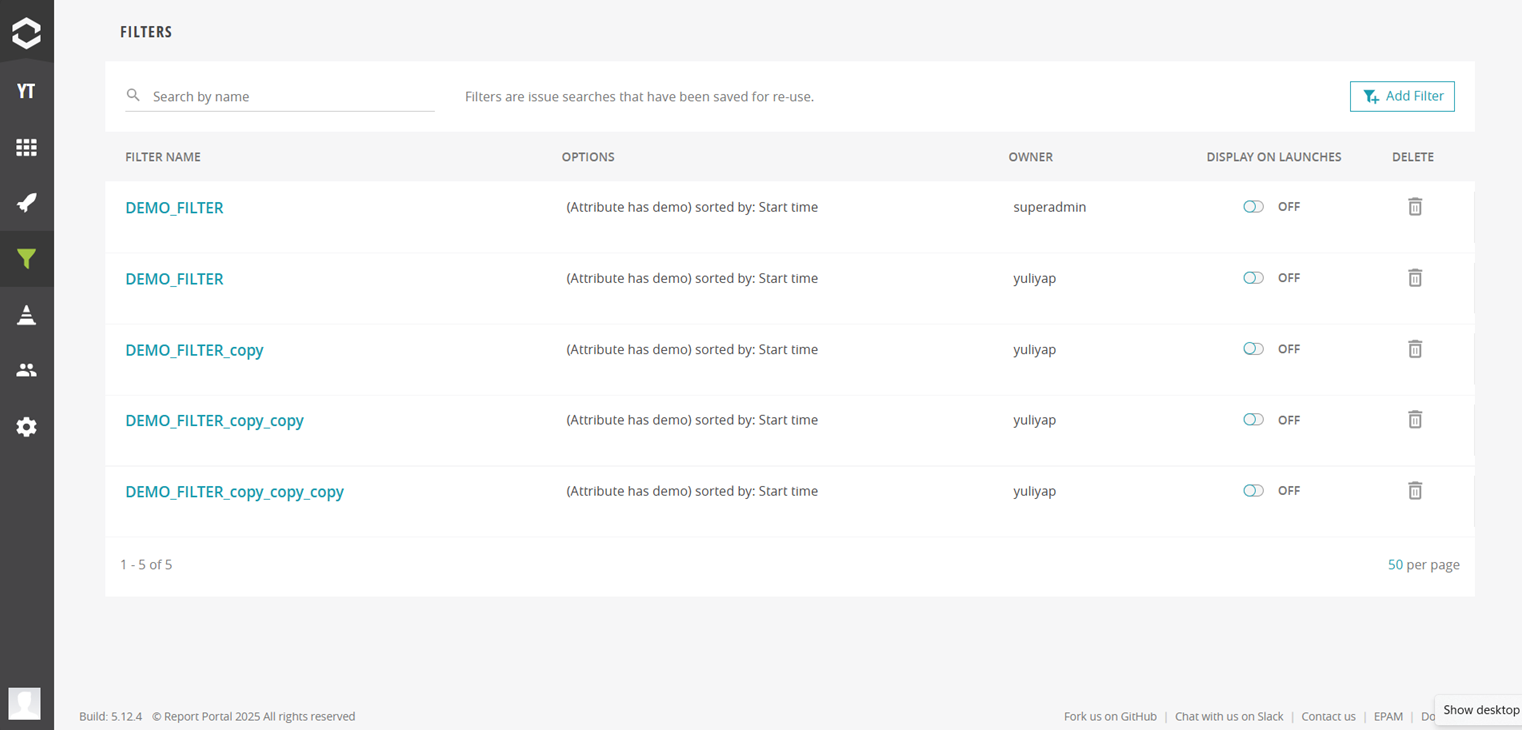 FILTERS
YT
Search by name
Filters are issue searches that have been saved for re-use.
Add Filter
FILTER NAME OPTIONS OWNER DISPLAY ON LAUNCHES DELETE
DEMO_FILTER (Attribute has demo) sorted by: Start time superadmin OFF
DEMO_FILTER (Attribute has demo) sorted by: Start time yuliyap OFF
DEMO_FILTER_copy (Attribute has demo) sorted by: Start time yuliyap OFF
DEMO_FILTER_copy_copy (Attribute has demo) sorted by: Start time yuliyap OFF
DEMO_FILTER_copy_copy_copy (Attribute has demo) sorted by: Start time yuliyap OFF
1 - 5 of 5 50 per page
Build: 5.12.4 © Report Portal 2025 All rights reserved Fork us on GitHub | Chat with us on Slack | Contact us | EPAM |
Show desktop